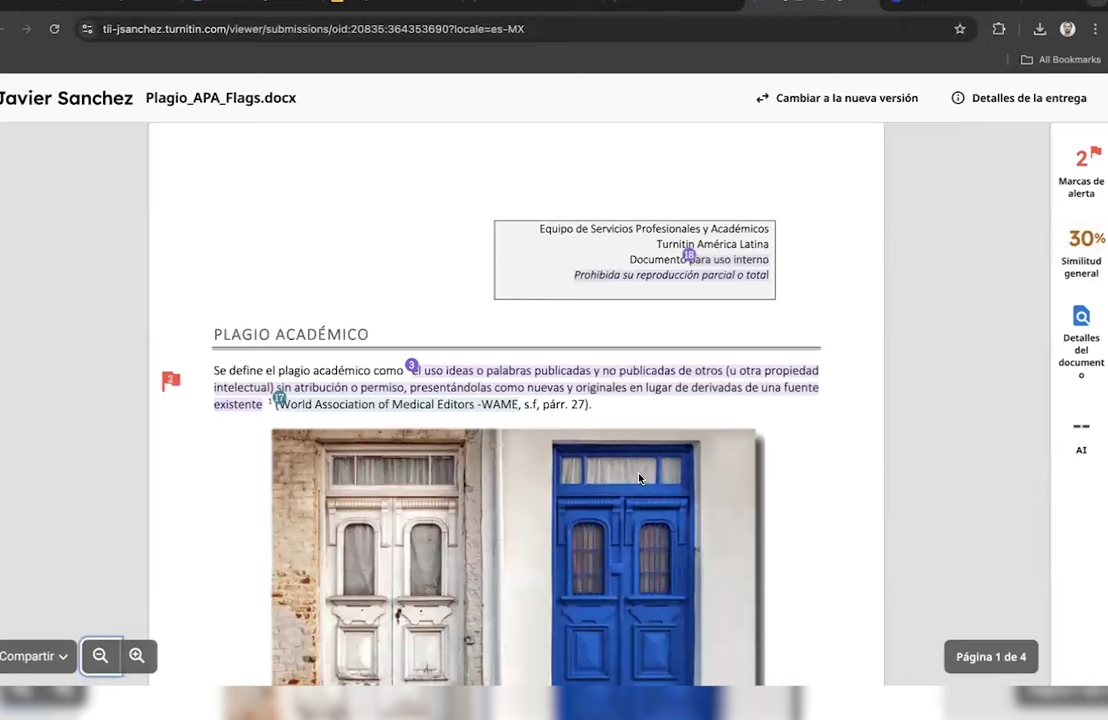 tii-jsanchez.turnitin.com/viewer/submissions/oid:20835:364353690?locale=es-MX
All Bookmarks
Javier Sanchez Plagio_APA_Flags.docx
Cambiar a la nueva versión
Detalles de la entrega
Equipo de Servicios Profesionales y Académicos
Turnitin América Latina
18
Documento para uso interno
Prohibida su reproducción parcial o total
PLAGIO ACADÉMICO
3
Se define el plagio académico como el uso ideas o palabras publicadas y no publicadas de otros (u otra propiedad
2
intelectual) sin atribución o permiso, presentándolas como nuevas y originales en lugar de derivadas de una fuente
17
existente 1 (World Association of Medical Editors -WAME, s.f, párr. 27).
2
Marcas de
alerta
30%
Similitud
general
Detalles
del
document
o
--
AI
Compartir
Página 1 de 4